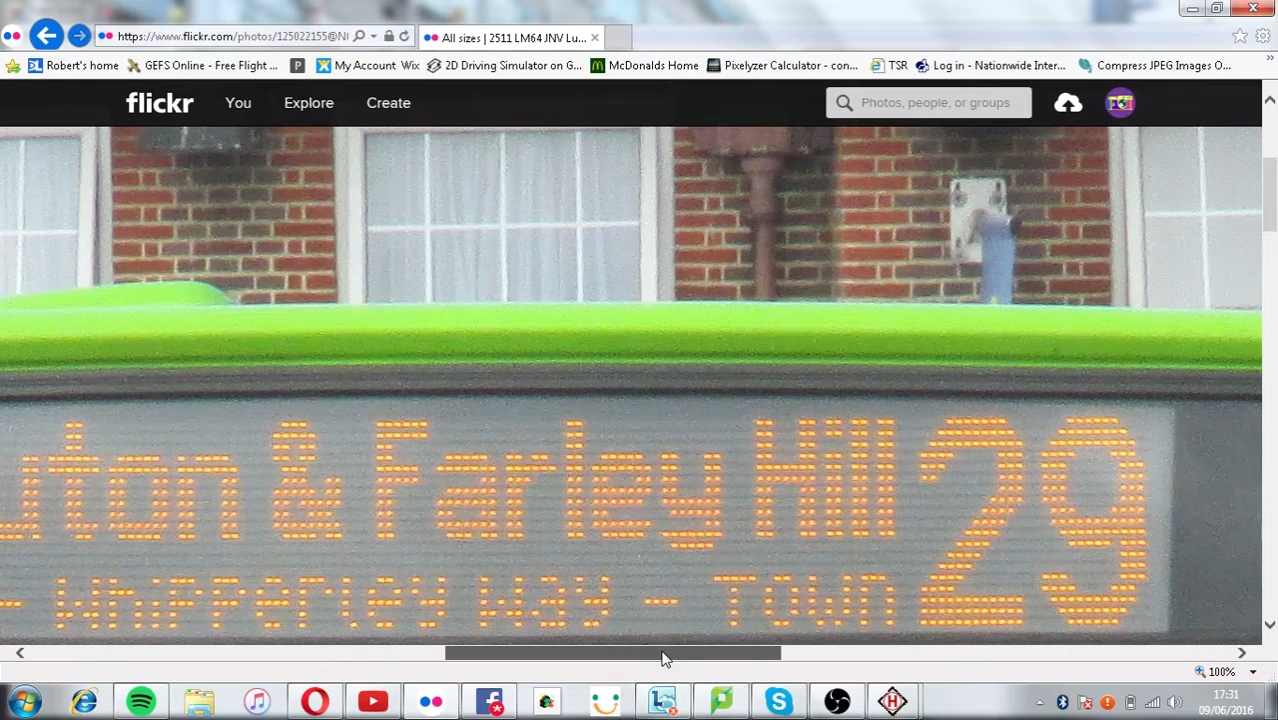 https://www.flickr.com/photos/125022155@N
All sizes | 2511 LM64 JNV Lu...
Robert's home
GEFS Online - Free Flight ...
My Account Wix
2D Driving Simulator on G...
McDonalds Home
Pixelyzer Calculator - con...
TSR
Log in - Nationwide Inter...
Compress JPEG Images O...
flickr
You
Explore
Create
Photos, people, or groups
uton & Farley Hill 29
- Whipperley Way - Town
100%
17:31
09/06/2016